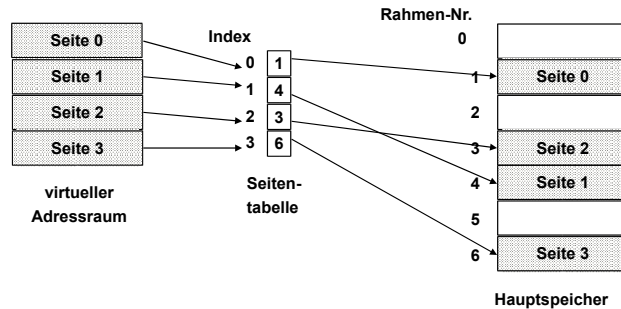 Rahmen-Nr.
Index
Seite 0
Seite 1
Seite 2
Seite 3
virtueller
Adressraum
0 1
1 4
2 3
3 6
Seiten-
tabelle
0
1 Seite 0
2
3 Seite 2
4 Seite 1
5
6 Seite 3
Hauptspeicher